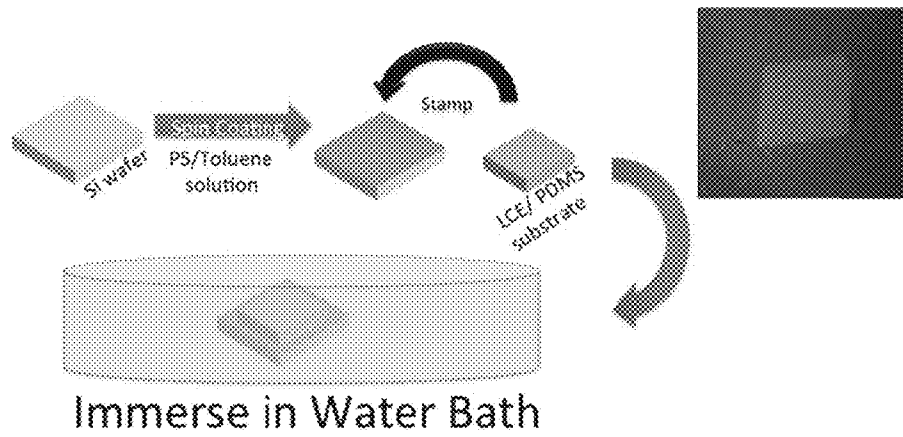 Stamp
Spin Coating
Si wafer
PS/Toluene
solution
LCE/ PDMS
substrate
Immerse in Water Bath